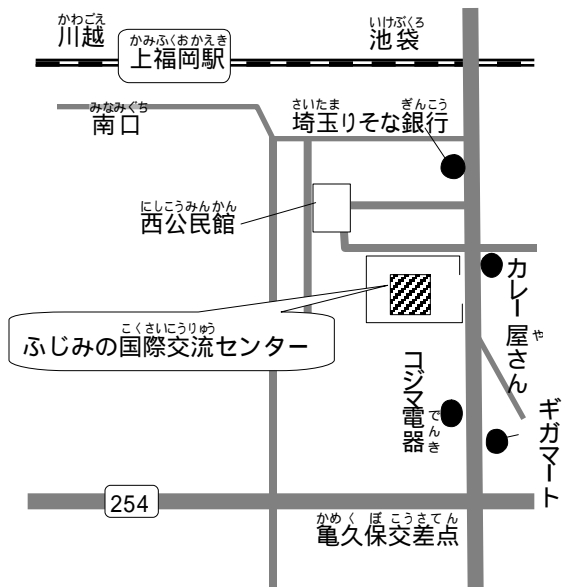 かわごえ
川越
かみふくおかえき
上福岡駅
いけぶくろ
池袋
みなみぐち
南口
さいたま ぎんこう
埼玉りそな銀行
にしこうみんかん
西公民館
こくさいこうりゅう
ふじみの国際交流センター
カレー屋さん
や
コジマ電器
でんき
ギガマート
254
かめくぼこうさてん
亀久保交差点